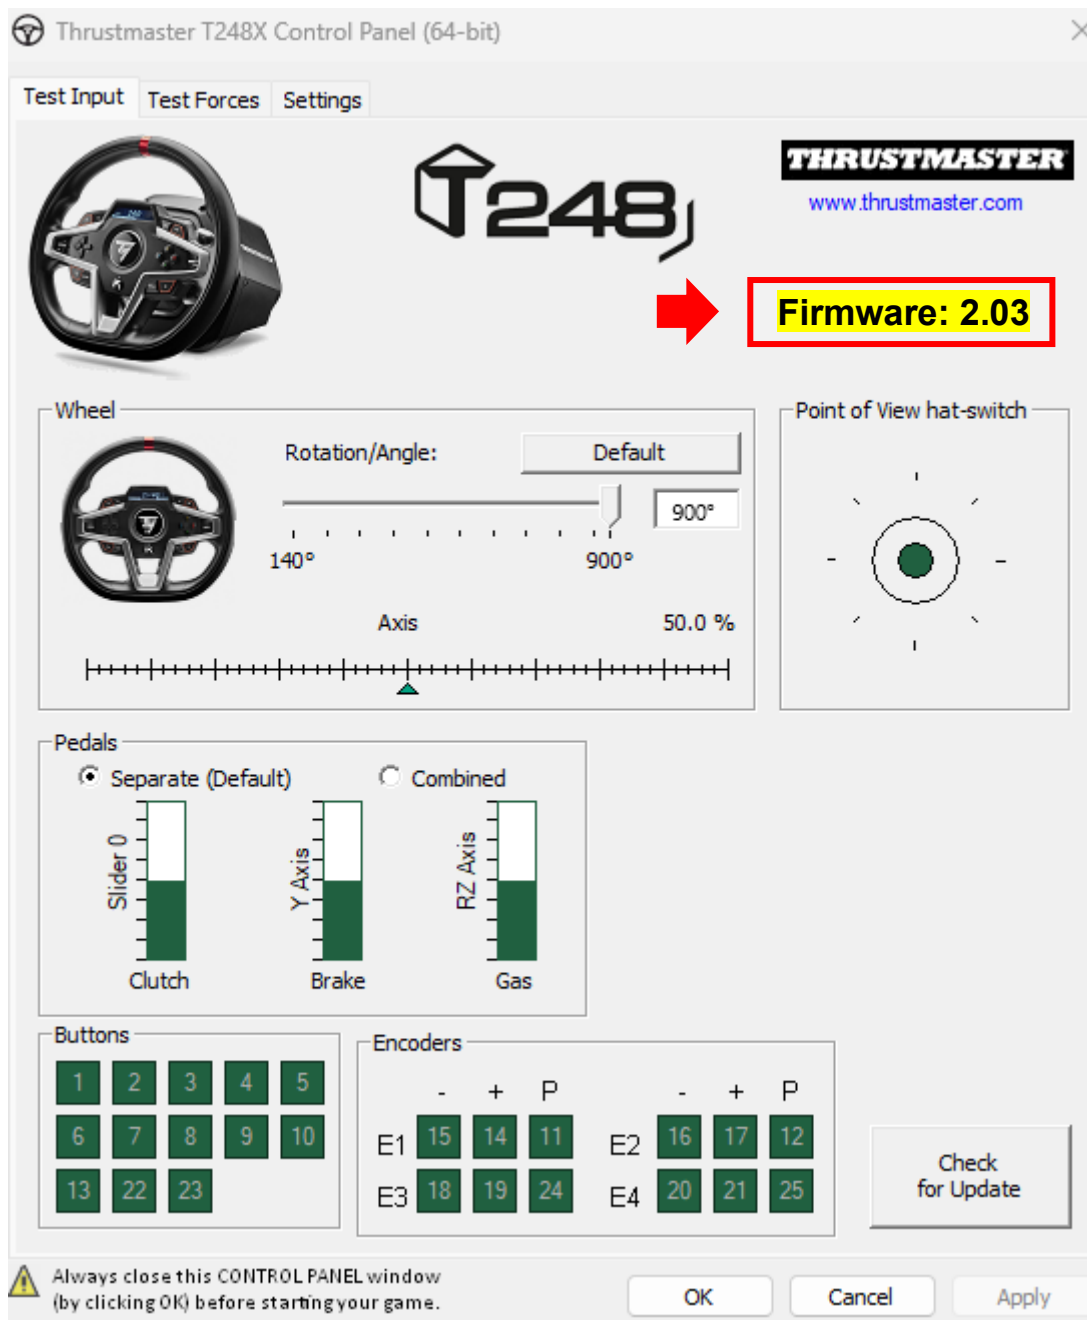 Thrustmaster T248X Control Panel (64-bit)
Test Input Test Forces Settings
T248
THRUSTMASTER
www.thrustmaster.com
Firmware: 2.03
Wheel
Rotation/Angle: Default
900°
140° 900°
Axis 50.0 %
Point of View hat-switch
Pedals
Separate (Default) Combined
Slider 0 Y Axis RZ Axis
Clutch Brake Gas
Buttons
1 2 3 4 5
6 7 8 9 10
13 22 23
Encoders
- + P - + P
E1 15 14 11 E2 16 17 12
E3 18 19 24 E4 20 21 25
Check
for Update
Always close this CONTROL PANEL window
(by clicking OK) before starting your game.
OK Cancel Apply